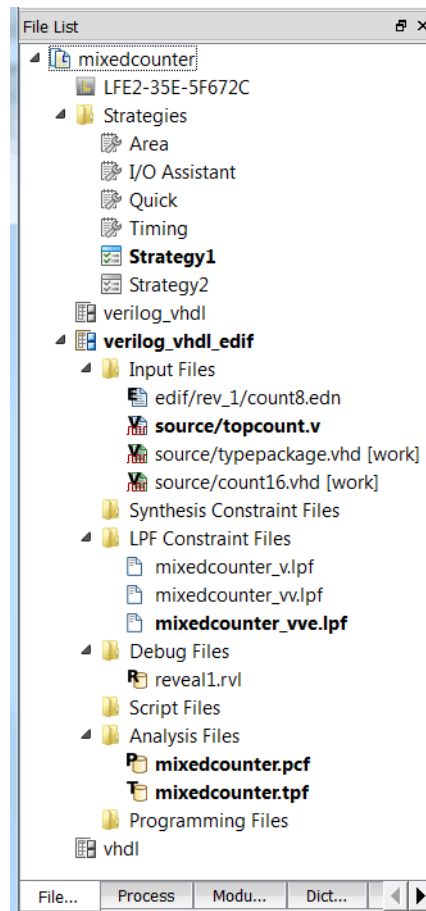 File List
mixedcounter
LFE2-35E-5F672C
Strategies
Area
I/O Assistant
Quick
Timing
Strategy1
Strategy2
verilog_vhdl
verilog_vhdl_edif
Input Files
edif/rev_1/count8.edn
source/topcount.v
source/typepackage.vhd [work]
source/count16.vhd [work]
Synthesis Constraint Files
LPF Constraint Files
mixedcounter_v.lpf
mixedcounter_vv.lpf
mixedcounter_vve.lpf
Debug Files
reveal1.rvl
Script Files
Analysis Files
mixedcounter.pcf
mixedcounter.tpf
Programming Files
vhdl
File... Process Modu... Dict...